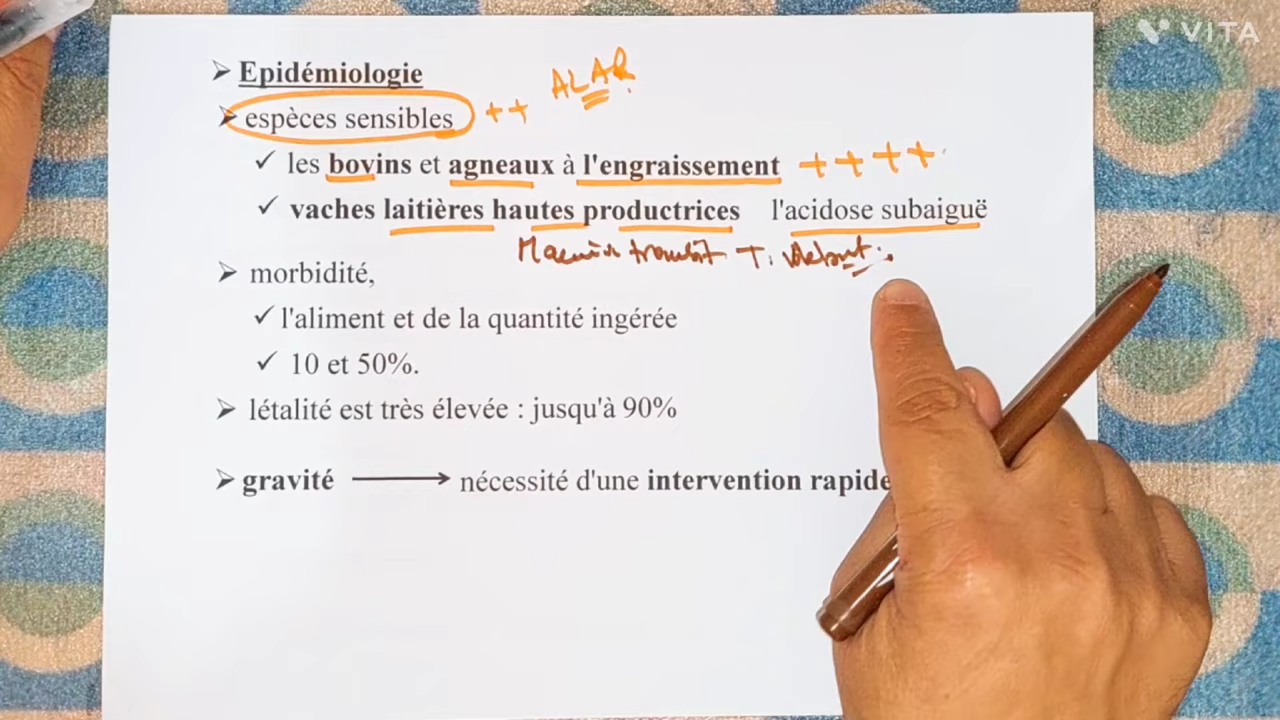 VITA
➢ Epidémiologie
ALAR
➢ espèces sensibles ++
✓ les bovins et agneaux à l'engraissement ++++
✓ vaches laitières hautes productrices l'acidose subaiguë
➢ morbidité,
✓ l'aliment et de la quantité ingérée
✓ 10 et 50%.
➢ létalité est très élevée : jusqu'à 90%
➢ gravité → nécessité d'une intervention rapide